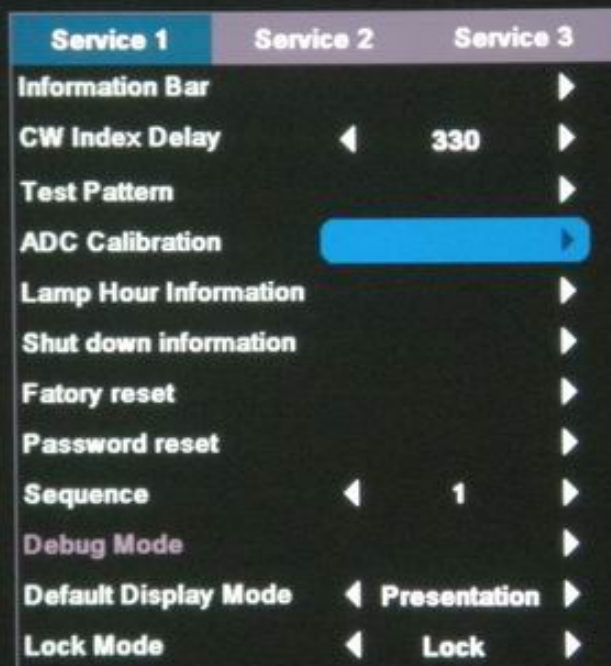 Service 1 Service 2 Service 3
Information Bar
CW Index Delay 330
Test Pattern
ADC Calibration
Lamp Hour Information
Shut down information
Fatory reset
Password reset
Sequence 1
Debug Mode
Default Display Mode Presentation
Lock Mode Lock